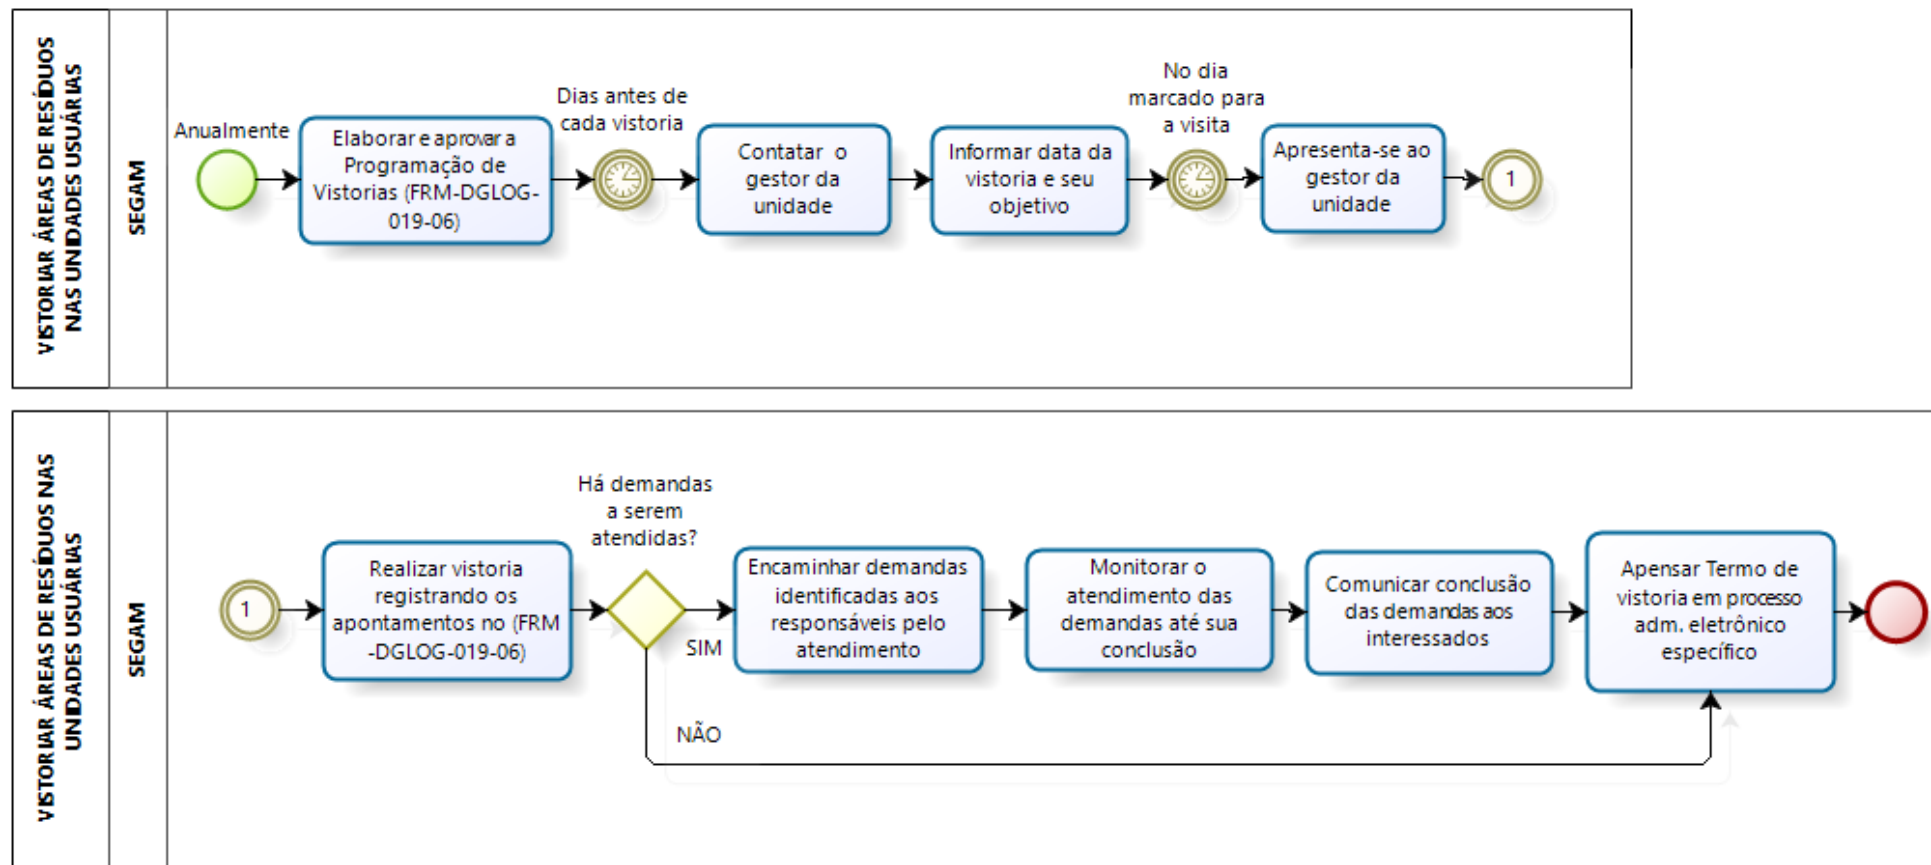 VISTORIAR ÁREAS DE RESÍDUOS
NAS UNIDADES USUÁRIAS
SEGAM
Anualmente
Elaborar e aprovar a
Programação de
Vistorias (FRM-DGLOG-
019-06)
Dias antes de
cada vistoria
Contatar o
gestor da
unidade
Informar data da
vistoria e seu
objetivo
No dia
marcado para
a visita
Apresenta-se ao
gestor da
unidade
1
VISTORIAR ÁREAS DE RESÍDUOS NAS
UNIDADES USUÁRIAS
SEGAM
1
Realizar vistoria
registrando os
apontamentos no (FRM
-DGLOG-019-06)
Há demandas
a serem
atendidas?
SIM
NÃO
Encaminhar demandas
identificadas aos
responsáveis pelo
atendimento
Monitorar o
atendimento das
demandas até sua
conclusão
Comunicar conclusão
das demandas aos
interessados
Apensar Termo de
vistoria em processo
adm. eletrônico
específico